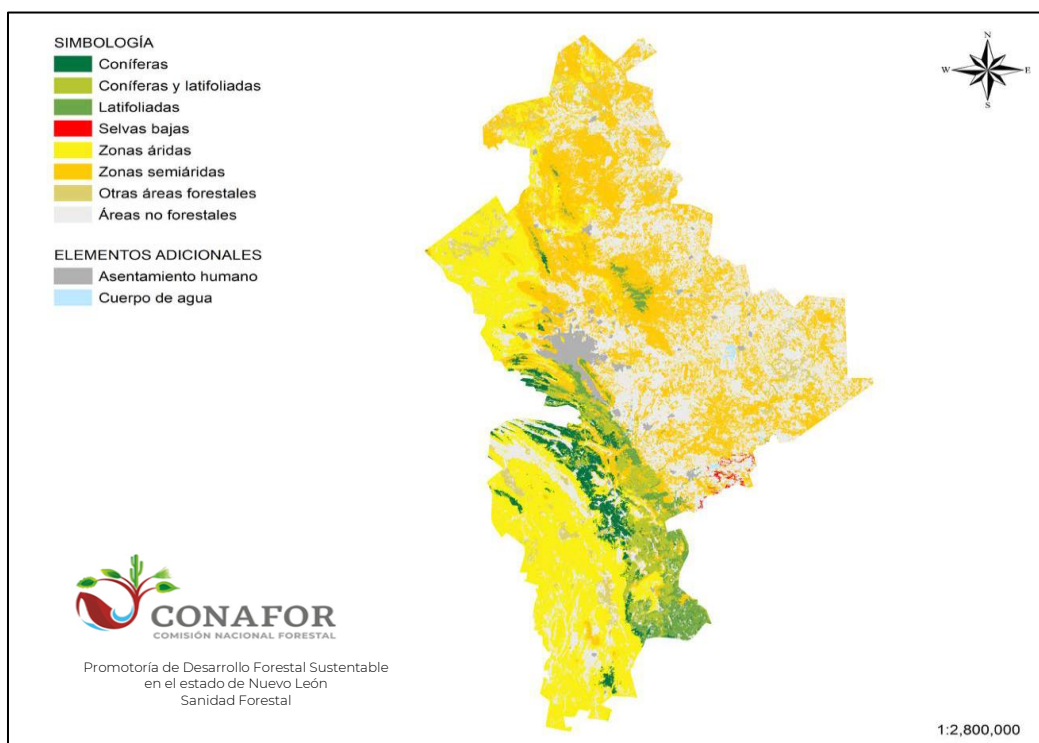 SIMBOLOGÍA
Coníferas
Coníferas y latifoliadas
Latifoliadas
Selvas bajas
Zonas áridas
Zonas semiáridas
Otras áreas forestales
Áreas no forestales
ELEMENTOS ADICIONALES
Asentamiento humano
Cuerpo de agua
N
W
E
S
CONAFOR
COMISIÓN NACIONAL FORESTAL
Promotoría de Desarrollo Forestal Sustentable
en el estado de Nuevo León
Sanidad Forestal
1:2,800,000